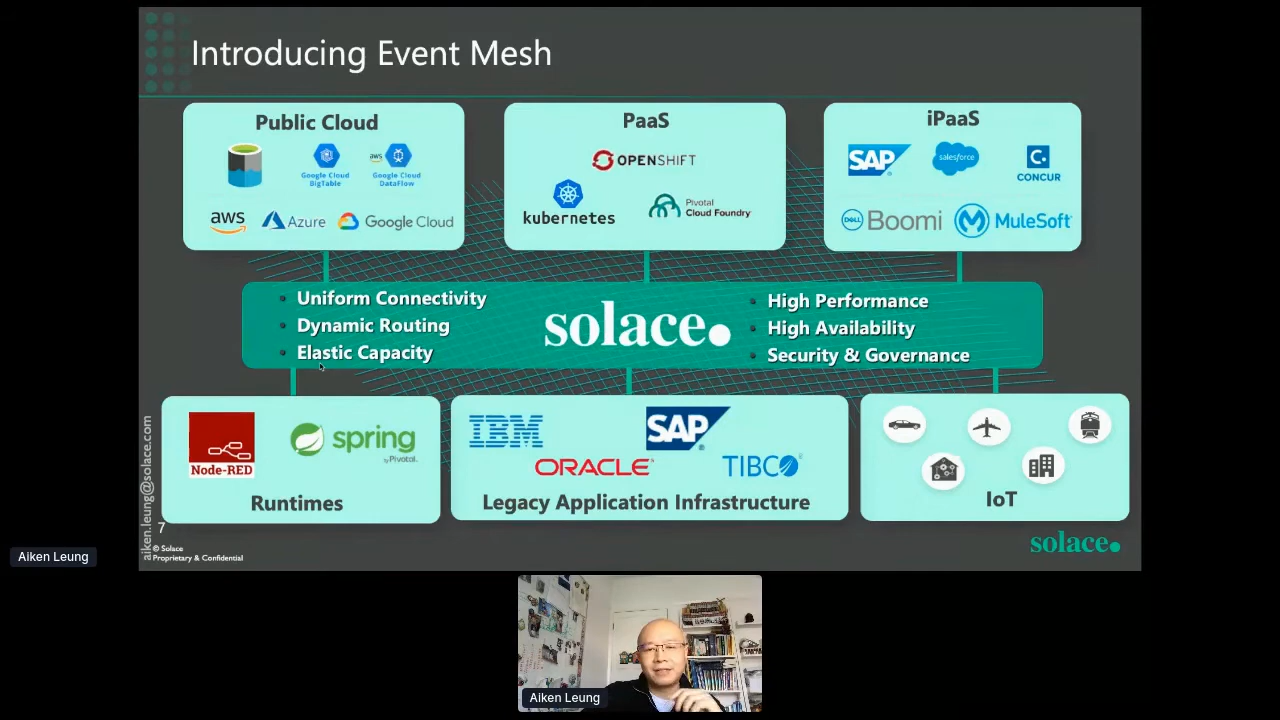 Introducing Event Mesh
Public Cloud
Google Cloud
BigTable
aws
Google Cloud
DataFlow
aws
Azure
Google Cloud
PaaS
OPENSHIFT
kubernetes
Pivotal
Cloud Foundry
iPaaS
SAP
salesforce
C.
CONCUR
DELL
Boomi
MuleSoft
Uniform Connectivity
Dynamic Routing
Elastic Capacity
solace.
High Performance
High Availability
Security & Governance
Node-RED
spring
by Pivotal.
Runtimes
IBM
SAP
ORACLE
TIBCO
Legacy Application Infrastructure
IoT
aiken.leung@solace.com
7
© Solace
Proprietary & Confidential
solace.
Aiken Leung
Aiken Leung